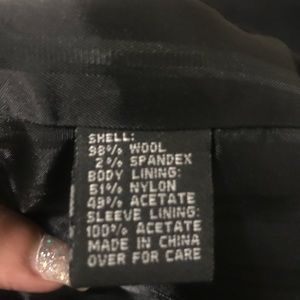 SHELL:
98% WOOL
2% SPANDEX
BODY LINING:
51% NYLON
49% ACETATE
SLEEVE LINING:
100% ACETATE
MADE IN CHINA
OVER FOR CARE